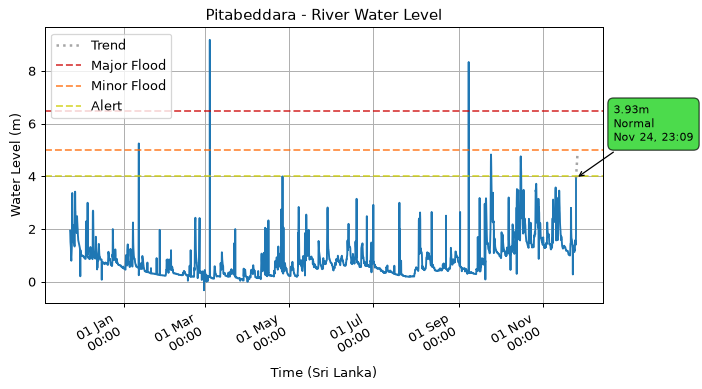 Pitabeddara - River Water Level
Trend
Major Flood
Minor Flood
Alert
3.93m
Normal
Nov 24, 23:09
Water Level (m)
8
6
4
2
0
01 Jan
00:00
01 Mar
00:00
01 May
00:00
01 Jul
00:00
01 Sep
00:00
01 Nov
00:00
Time (Sri Lanka)